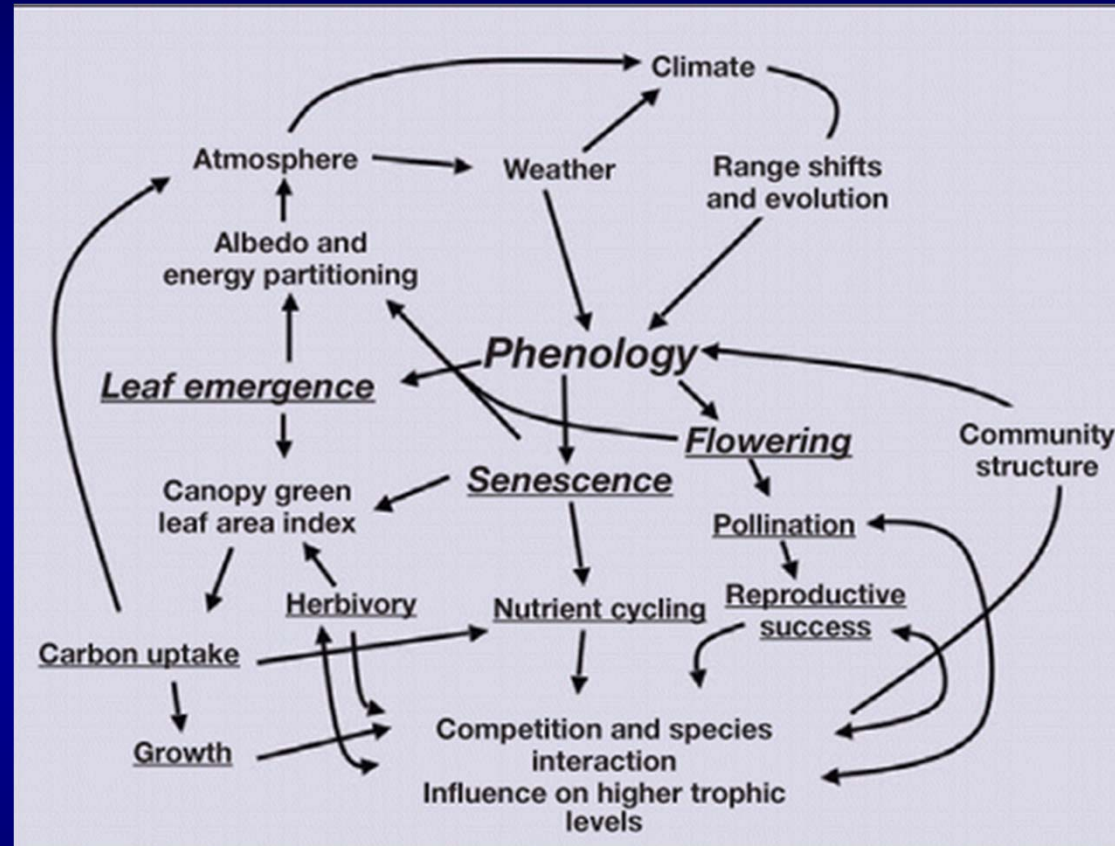 Climate
Atmosphere
Weather
Range shifts
and evolution
Albedo and
energy partitioning
Phenology
Leaf emergence
Flowering
Community
structure
Senescence
Canopy green
leaf area index
Pollination
Herbivory
Nutrient cycling
Reproductive
success
Carbon uptake
Growth
Competition and species
interaction
Influence on higher trophic
levels